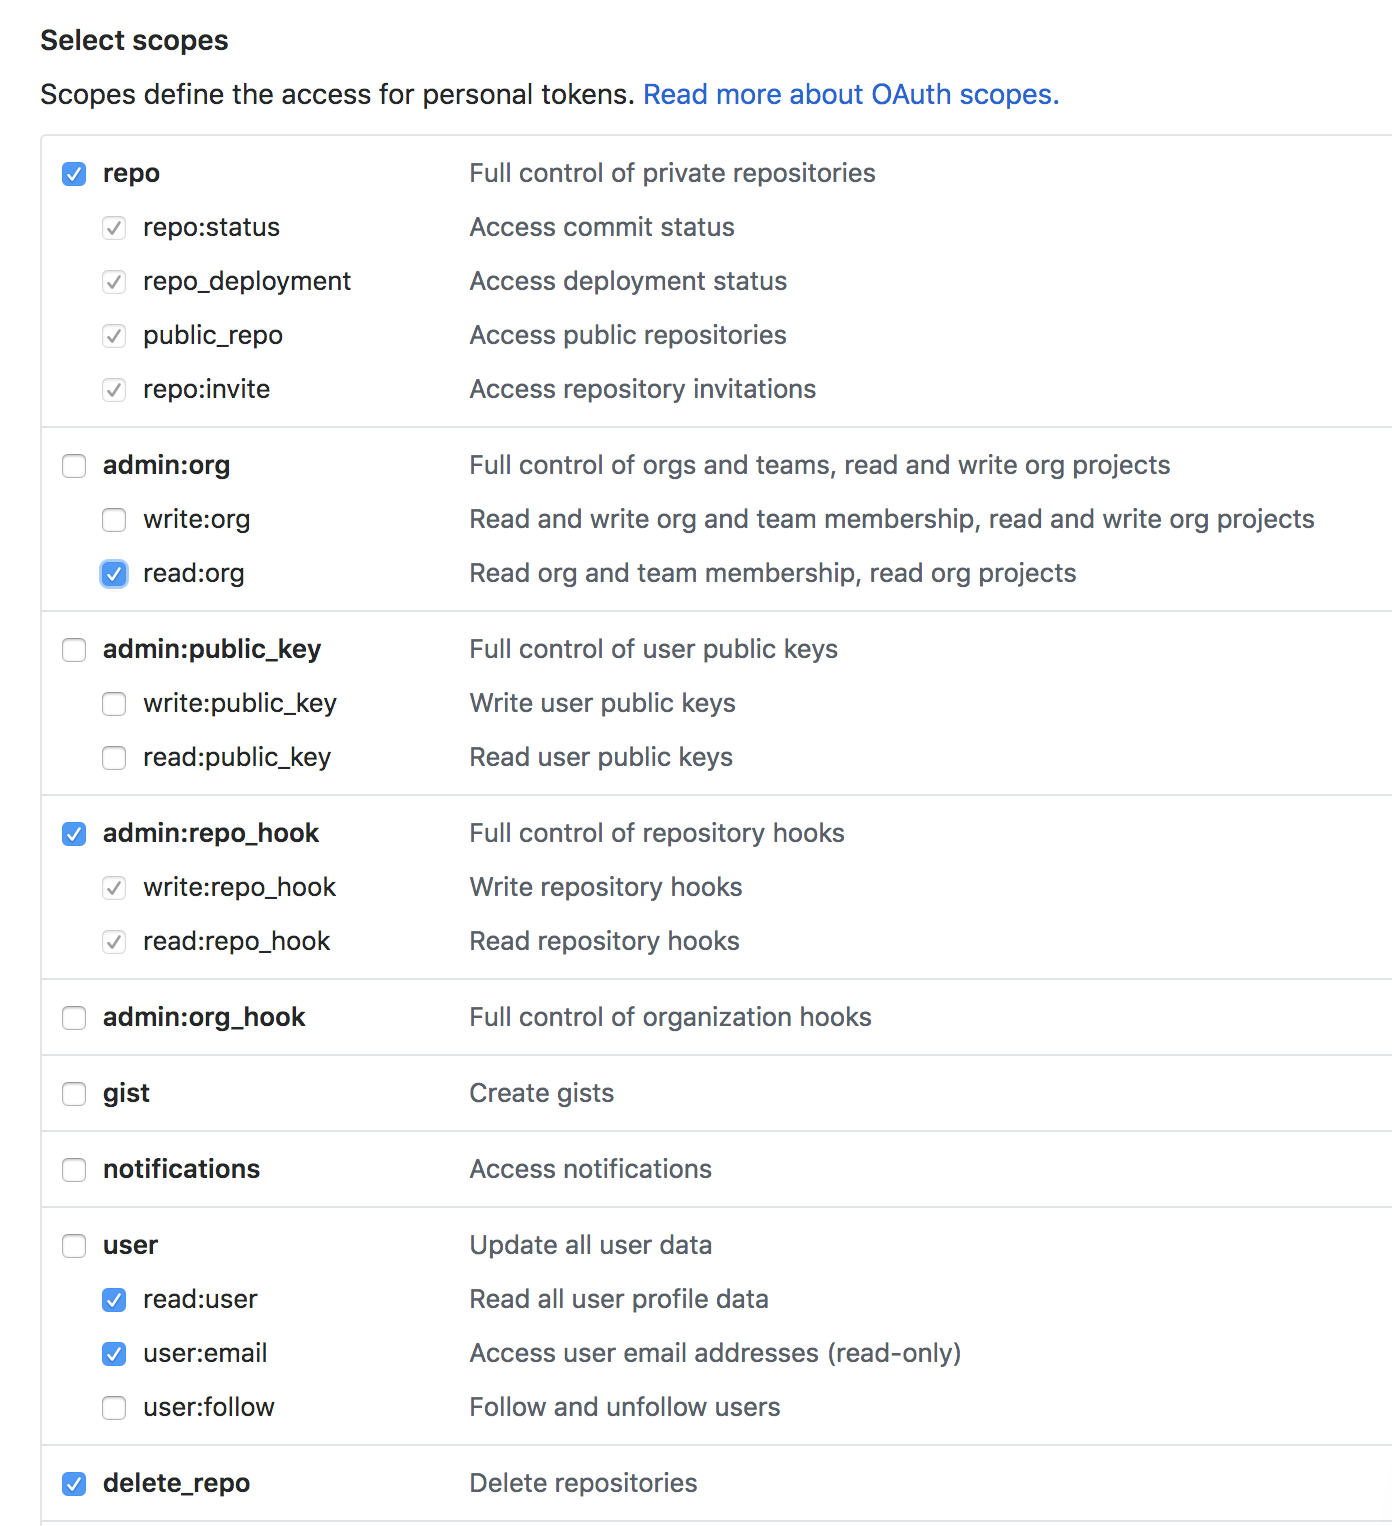 Select scopes
Scopes define the access for personal tokens. Read more about OAuth scopes.
repo Full control of private repositories
repo:status Access commit status
repo_deployment Access deployment status
public_repo Access public repositories
repo:invite Access repository invitations
admin:org Full control of orgs and teams, read and write org projects
write:org Read and write org and team membership, read and write org projects
read:org Read org and team membership, read org projects
admin:public_key Full control of user public keys
write:public_key Write user public keys
read:public_key Read user public keys
admin:repo_hook Full control of repository hooks
write:repo_hook Write repository hooks
read:repo_hook Read repository hooks
admin:org_hook Full control of organization hooks
gist Create gists
notifications Access notifications
user Update all user data
read:user Read all user profile data
user:email Access user email addresses (read-only)
user:follow Follow and unfollow users
delete_repo Delete repositories